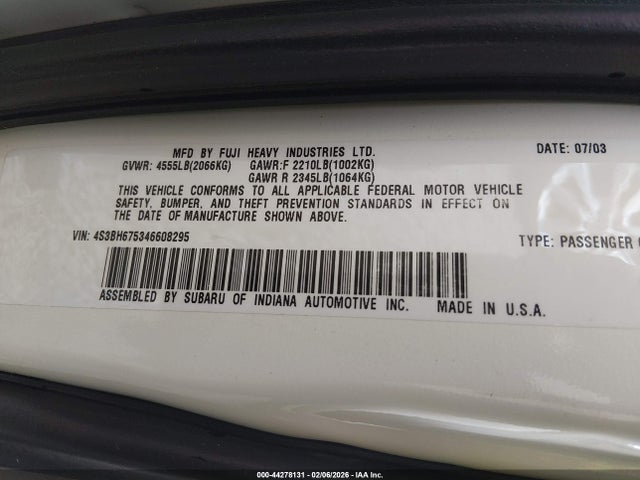 MFD BY FUJI HEAVY INDUSTRIES LTD. DATE: 07/03
GVWR: 4555LB(2066KG) GAWR:F 2210LB(1002KG)
GAWR R 2345LB(1064KG)
THIS VEHICLE CONFORMS TO ALL APPLICABLE FEDERAL MOTOR VEHICLE
SAFETY, BUMPER, AND THEFT PREVENTION STANDARDS IN EFFECT ON
THE DATE OF MANUFACTURE SHOWN ABOVE.
VIN: 4S3BH675346608295 TYPE: PASSENGER
ASSEMBLED BY SUBARU OF INDIANA AUTOMOTIVE INC. MADE IN U.S.A.
000-44278131 - 02/06/2026 - IAA Inc.